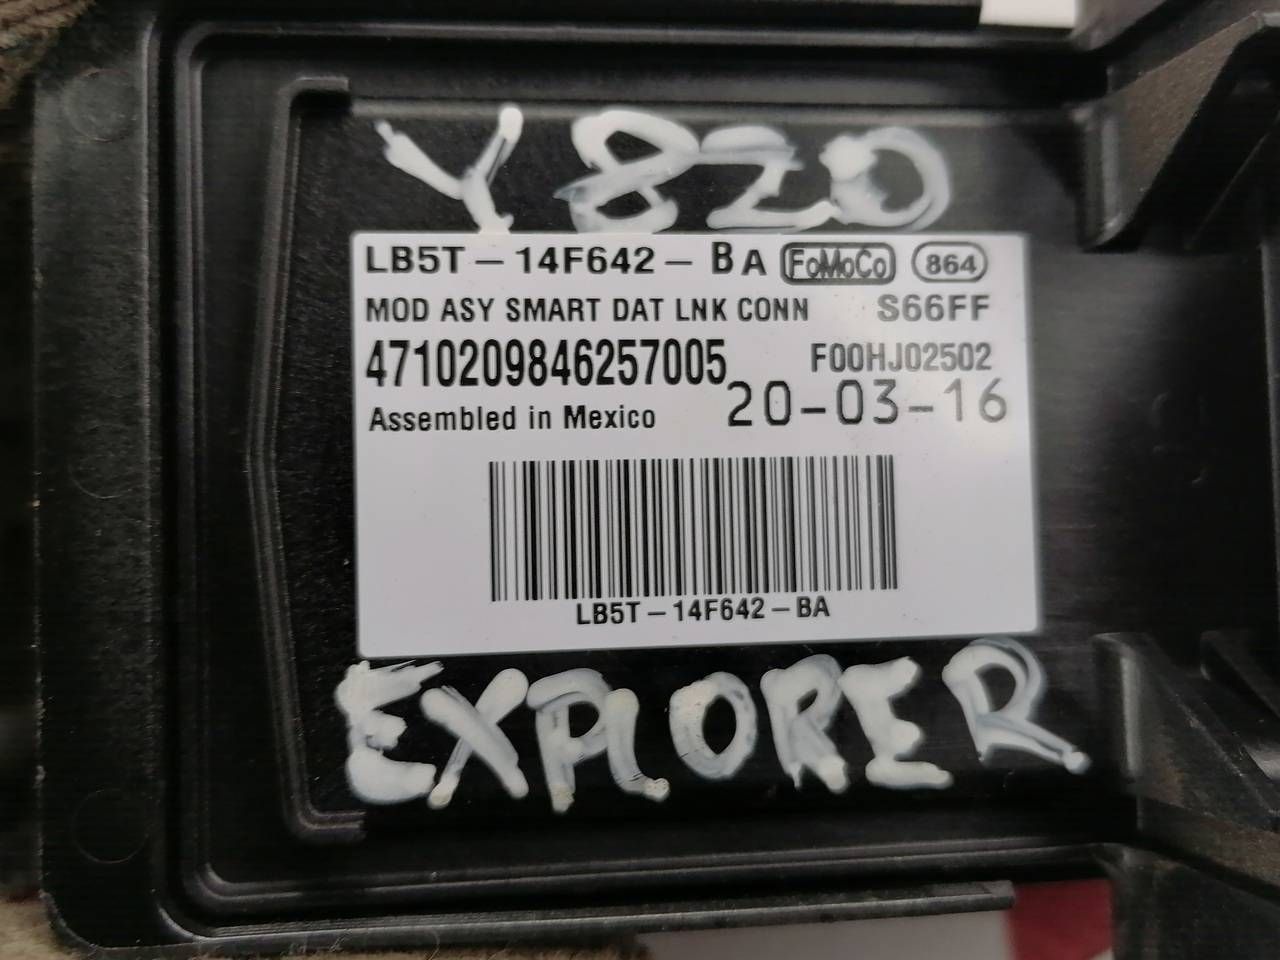 Y820
LB5T-14F642-BA FoMoCo 864
MOD ASY SMART DAT LNK CONN S66FF
4710209846257005 F00HJ02502
Assembled in Mexico 20-03-16
LB5T-14F642-BA
EXPLORER